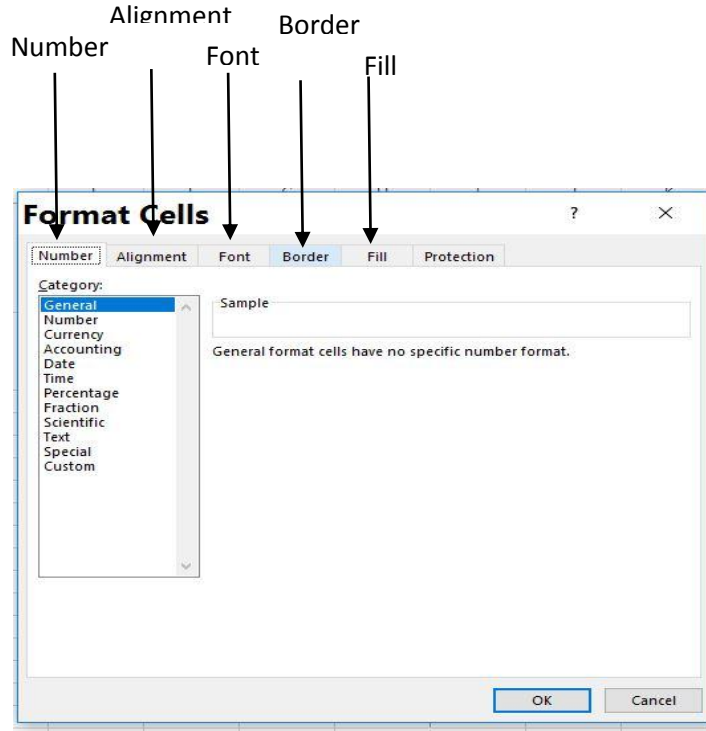 Alignment
Border
Number
Font
Fill
Format Cells ? ×
Number Alignment Font Border Fill Protection
Category:
General
Number
Currency
Accounting
Date
Time
Percentage
Fraction
Scientific
Text
Special
Custom
Sample
General format cells have no specific number format.
OK Cancel